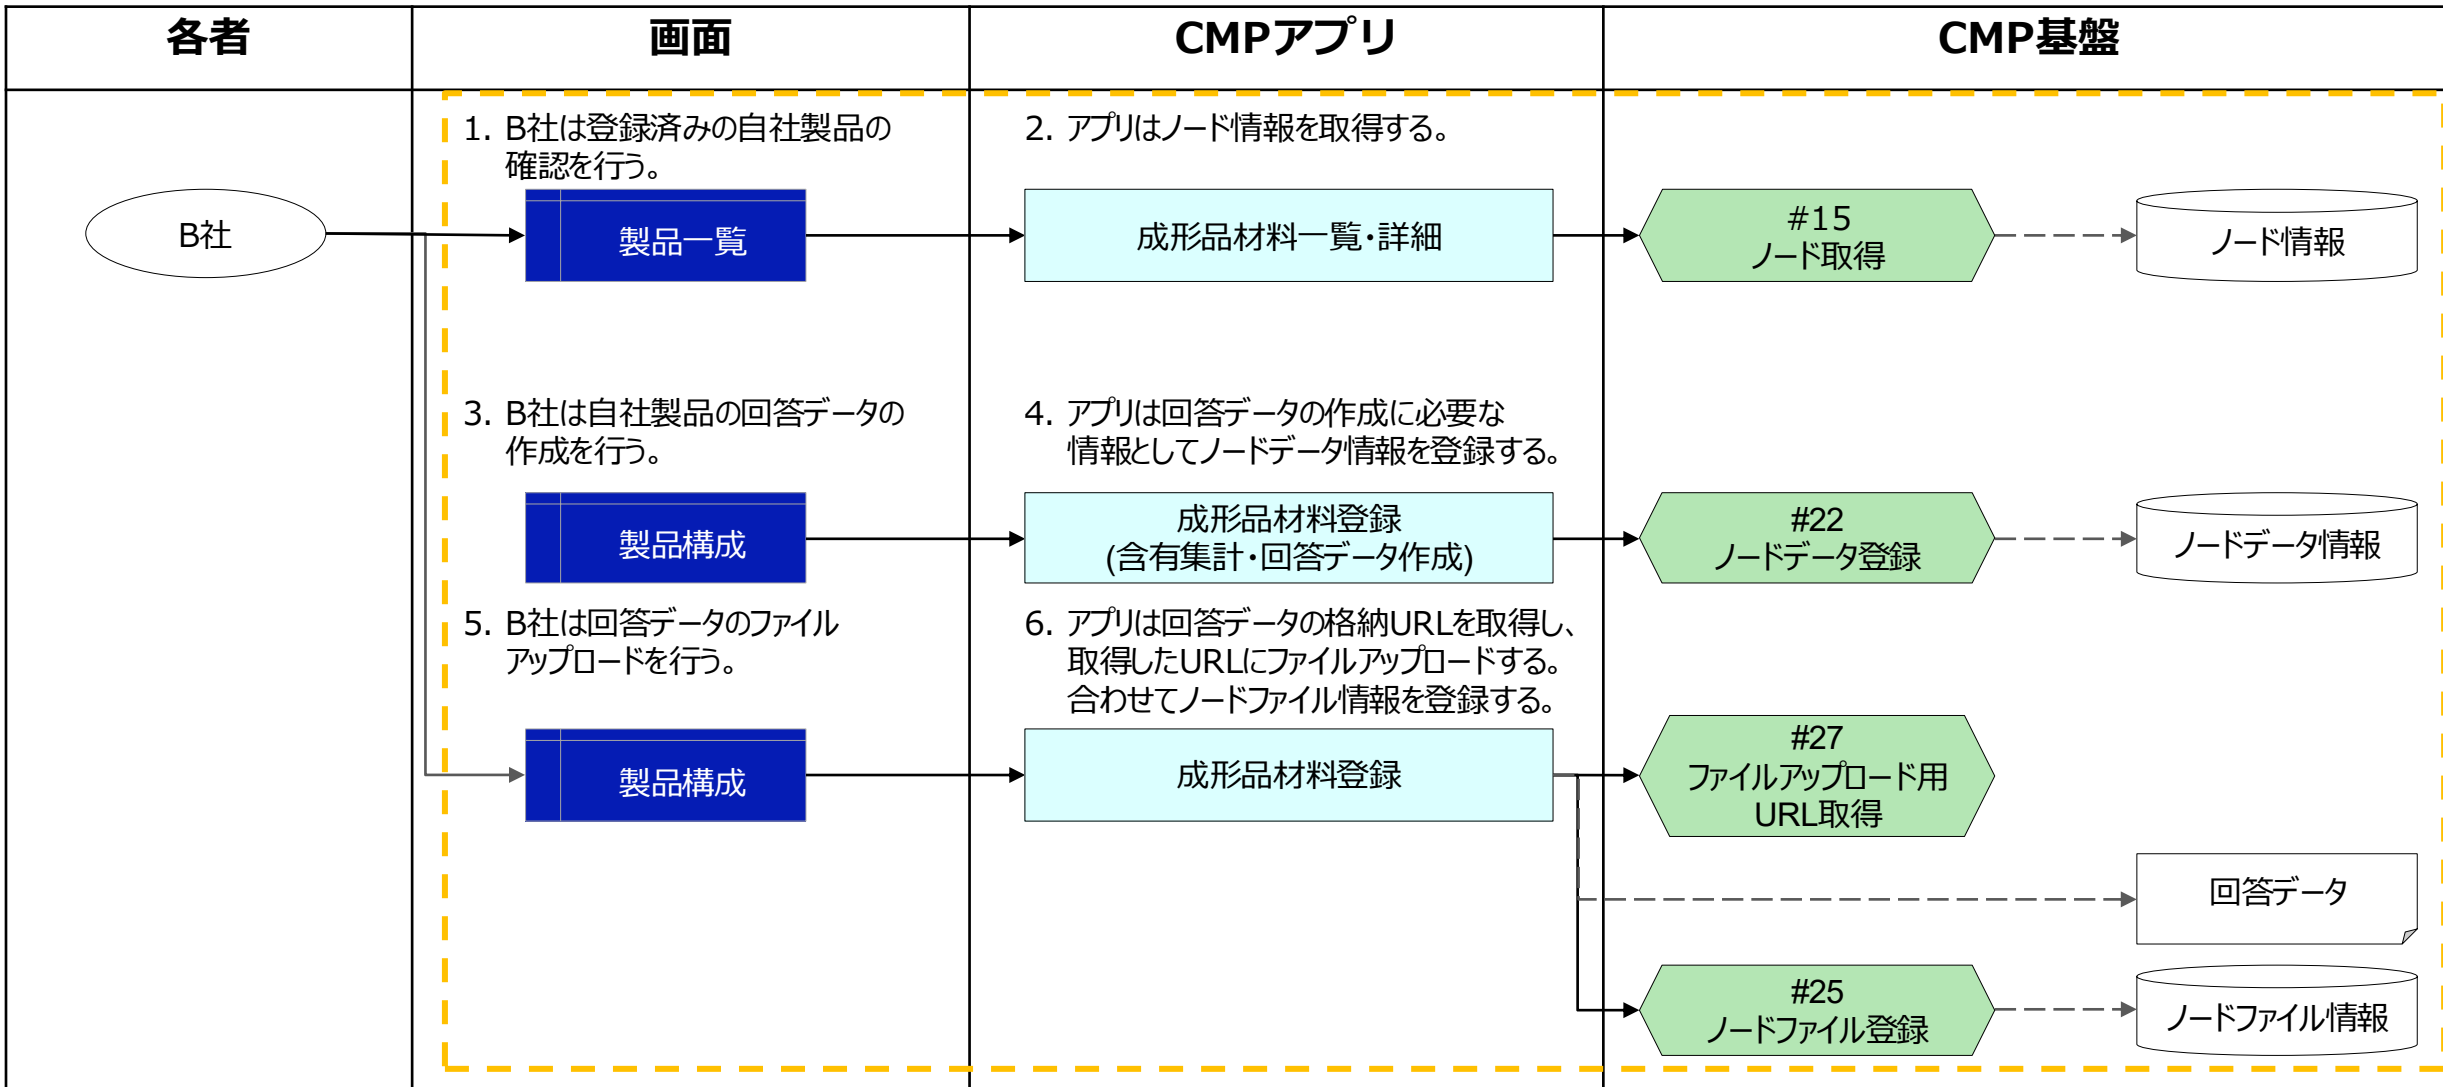 各者
画面
CMPアプリ
CMP基盤
1. B社は登録済みの自社製品の
確認を行う。
2. アプリはノード情報を取得する。
B社
製品一覧
成形品材料一覧・詳細
#15
ノード取得
ノード情報
3. B社は自社製品の回答データの
作成を行う。
4. アプリは回答データの作成に必要な
情報としてノードデータ情報を登録する。
製品構成
成形品材料登録
(含有集計・回答データ作成)
#22
ノードデータ登録
ノードデータ情報
5. B社は回答データのファイル
アップロードを行う。
6. アプリは回答データの格納URLを取得し、
取得したURLにファイルアップロードする。
合わせてノードファイル情報を登録する。
製品構成
成形品材料登録
#27
ファイルアップロード用
URL取得
回答データ
#25
ノードファイル登録
ノードファイル情報